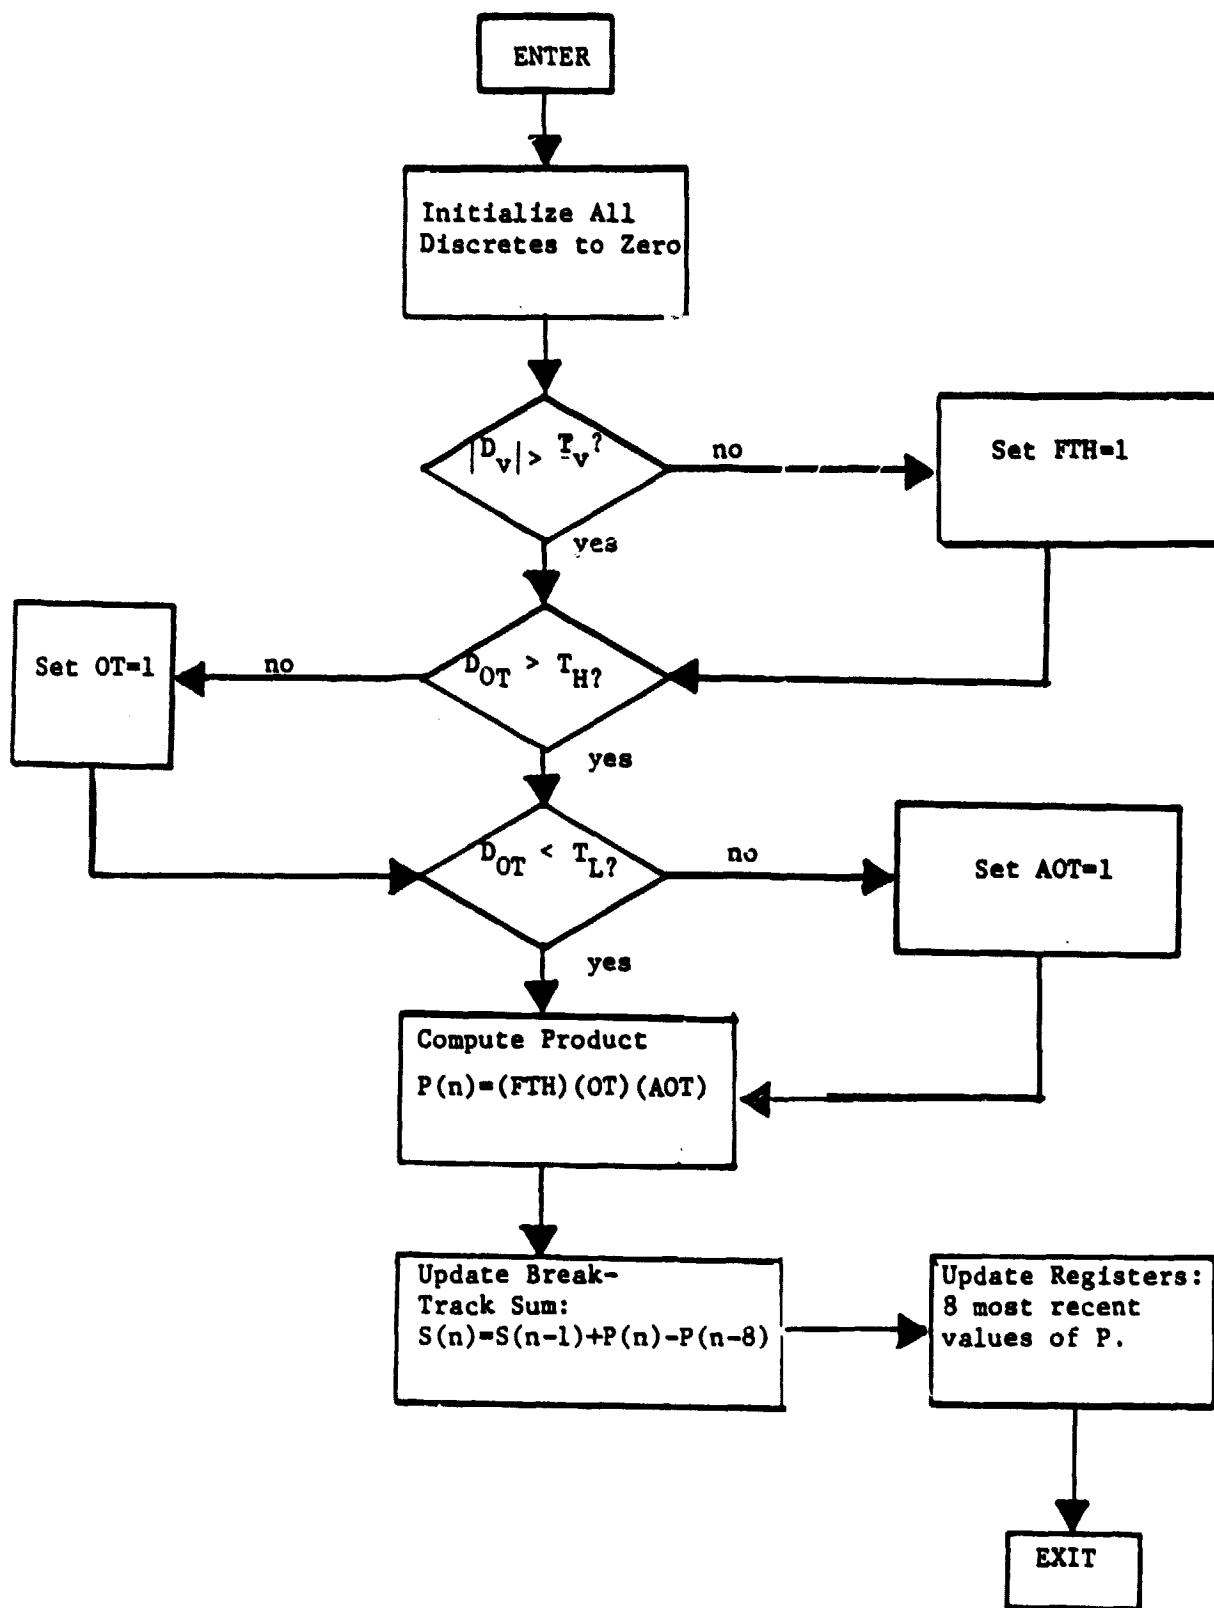 ENTER
Initialize All
Discretes to Zero
|D_v| > T_v?
no
Set FTH=1
yes
D_OT > T_H?
no
Set OT=1
yes
D_OT < T_L?
no
Set AOT=1
yes
Compute Product
P(n)=(FTH)(OT)(AOT)
Update Break-
Track Sum:
S(n)=S(n-1)+P(n)-P(n-8)
Update Registers:
8 most recent
values of P.
EXIT